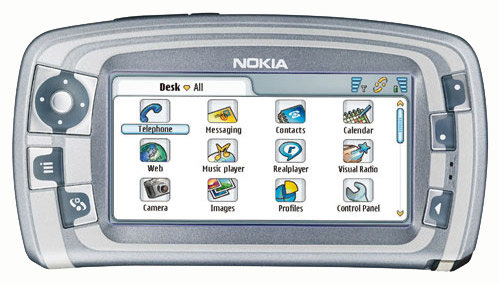 NOKIA
Desk All
Telephone Messaging Contacts Calendar
Web Music player Realplayer Visual Radio
Camera Images Profiles Control Panel